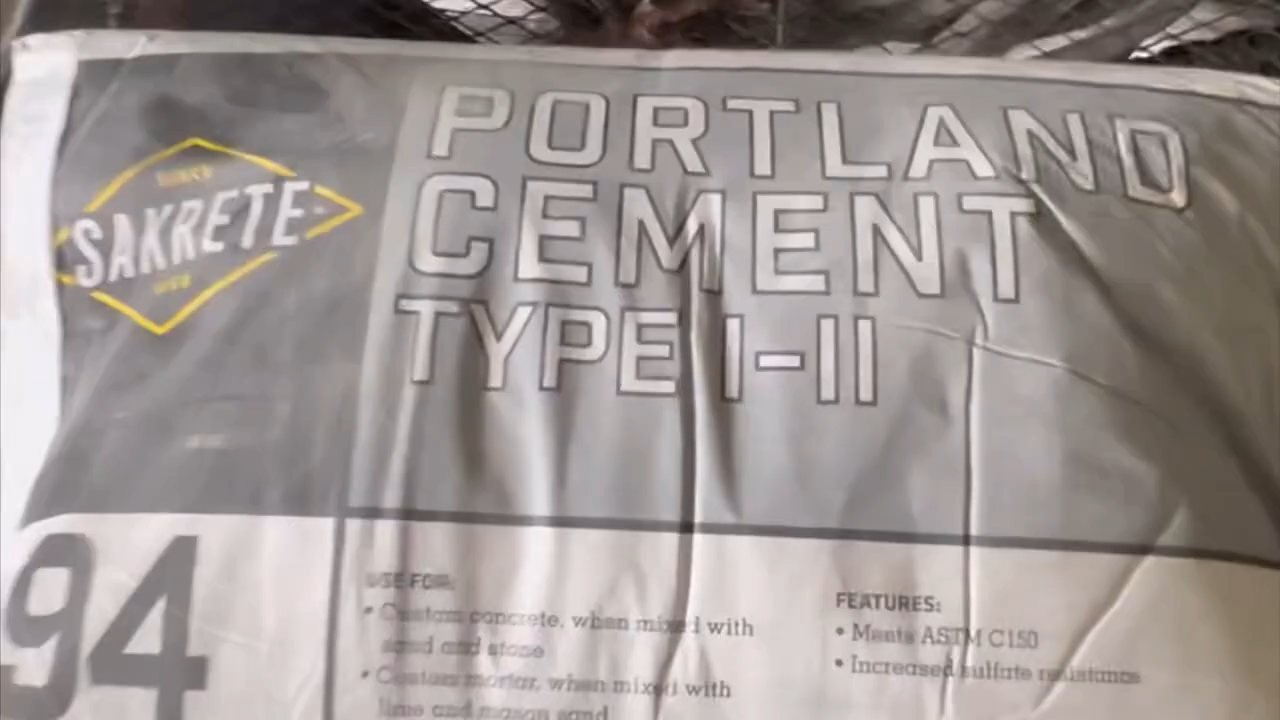 SAKRETE
PORTLAND
CEMENT
TYPE I-II
94
USE FOR:
• Custom concrete, when mixed with
sand and stone
• Custom mortar, when mixed with
lime and mason sand
FEATURES:
• Meets ASTM C150
• Increased sulfate resistance